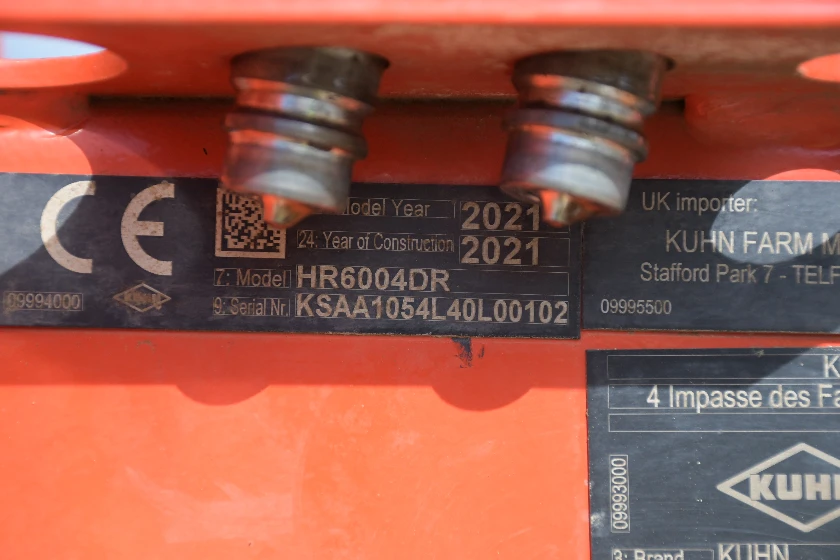 CE
Model Year 2021
24: Year of Construction 2021
7: Model HR6004DR
9: Serial Nr. KSAA1054L40L00102
09994000
KUHN
UK importer:
KUHN FARM M
Stafford Park 7 - TELF
09995500
K
4 Impasse des Fa
09993000
KUHN
3: Brand KUHN